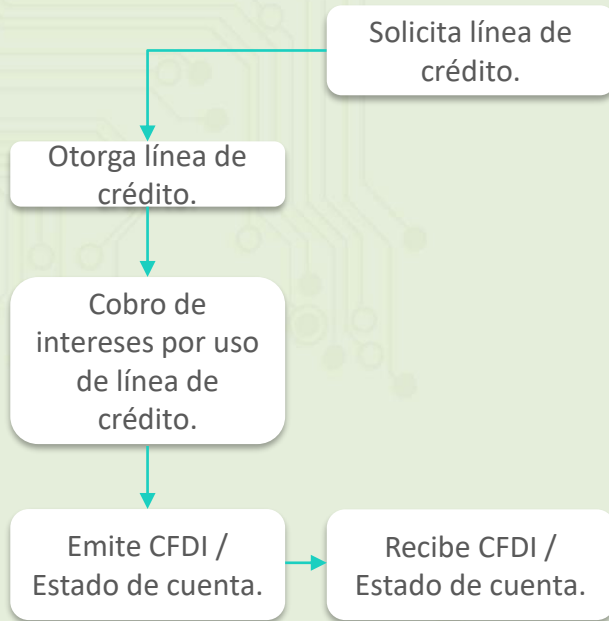 Solicita línea de
crédito.
Otorga línea de
crédito.
Cobro de
intereses por uso
de línea de
crédito.
Emite CFDI /
Estado de cuenta.
Recibe CFDI /
Estado de cuenta.